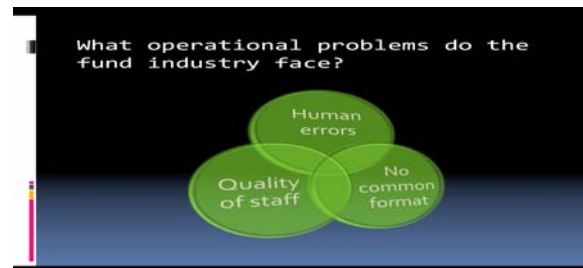 What operational problems do the
fund industry face?
Human
errors
Quality
of staff
No
common
format